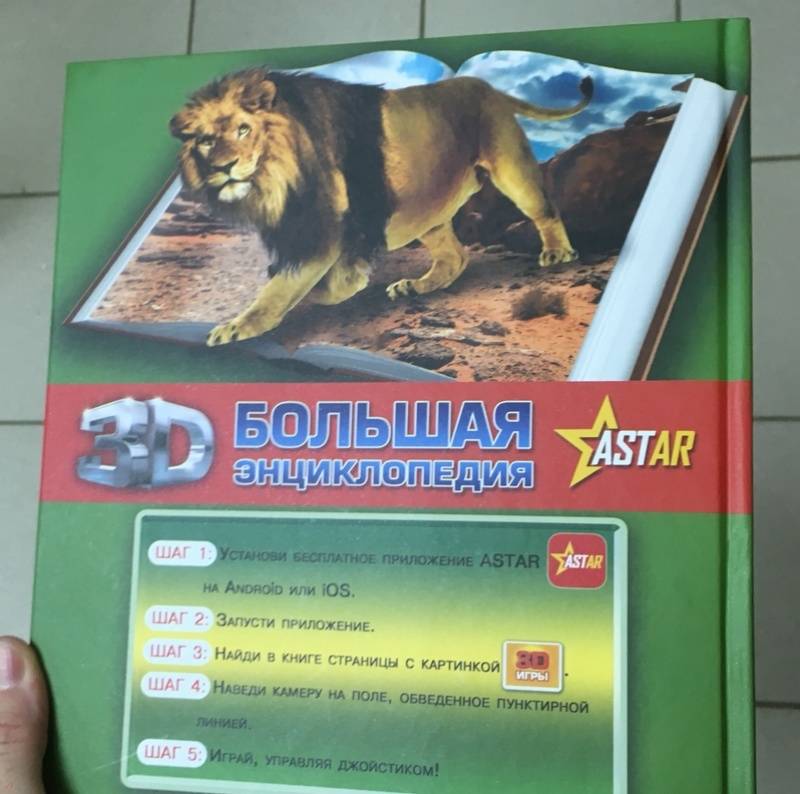 3D БОЛЬШАЯ
ЭНЦИКЛОПЕДИЯ
ASTAR
ШАГ 1: УСТАНОВИ БЕСПЛАТНОЕ ПРИЛОЖЕНИЕ ASTAR
ASTAR
НА ANDROID ИЛИ iOS.
ШАГ 2: ЗАПУСТИ ПРИЛОЖЕНИЕ.
ШАГ 3: НАЙДИ В КНИГЕ СТРАНИЦЫ С КАРТИНКОЙ 3D ИГРЫ.
ШАГ 4: НАВЕДИ КАМЕРУ НА ПОЛЕ, ОБВЕДЕННОЕ ПУНКТИРНОЙ
ЛИНИЕЙ.
ШАГ 5: ИГРАЙ, УПРАВЛЯЯ ДЖОЙСТИКОМ!